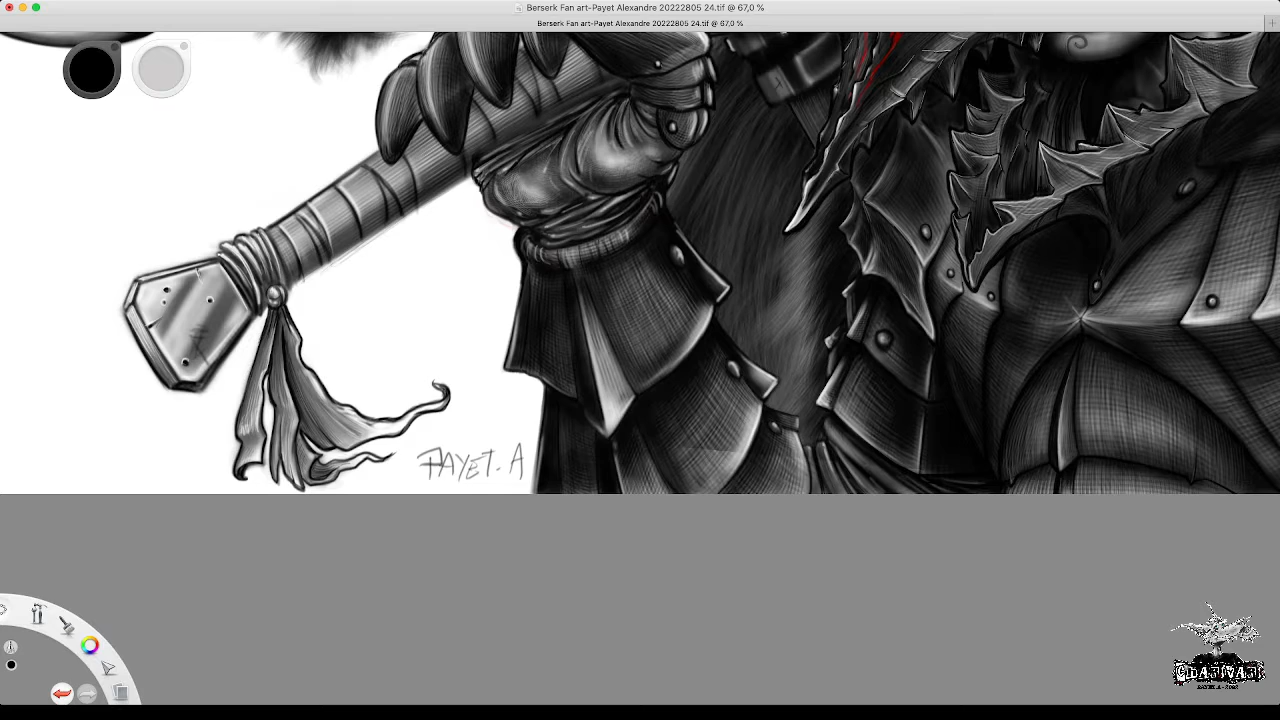 Berserk Fan art-Payet Alexandre 20222805 24.tif @ 67,0 %
Berserk Fan art-Payet Alexandre 20222805 24.tif @ 67,0 %
PAYET. A